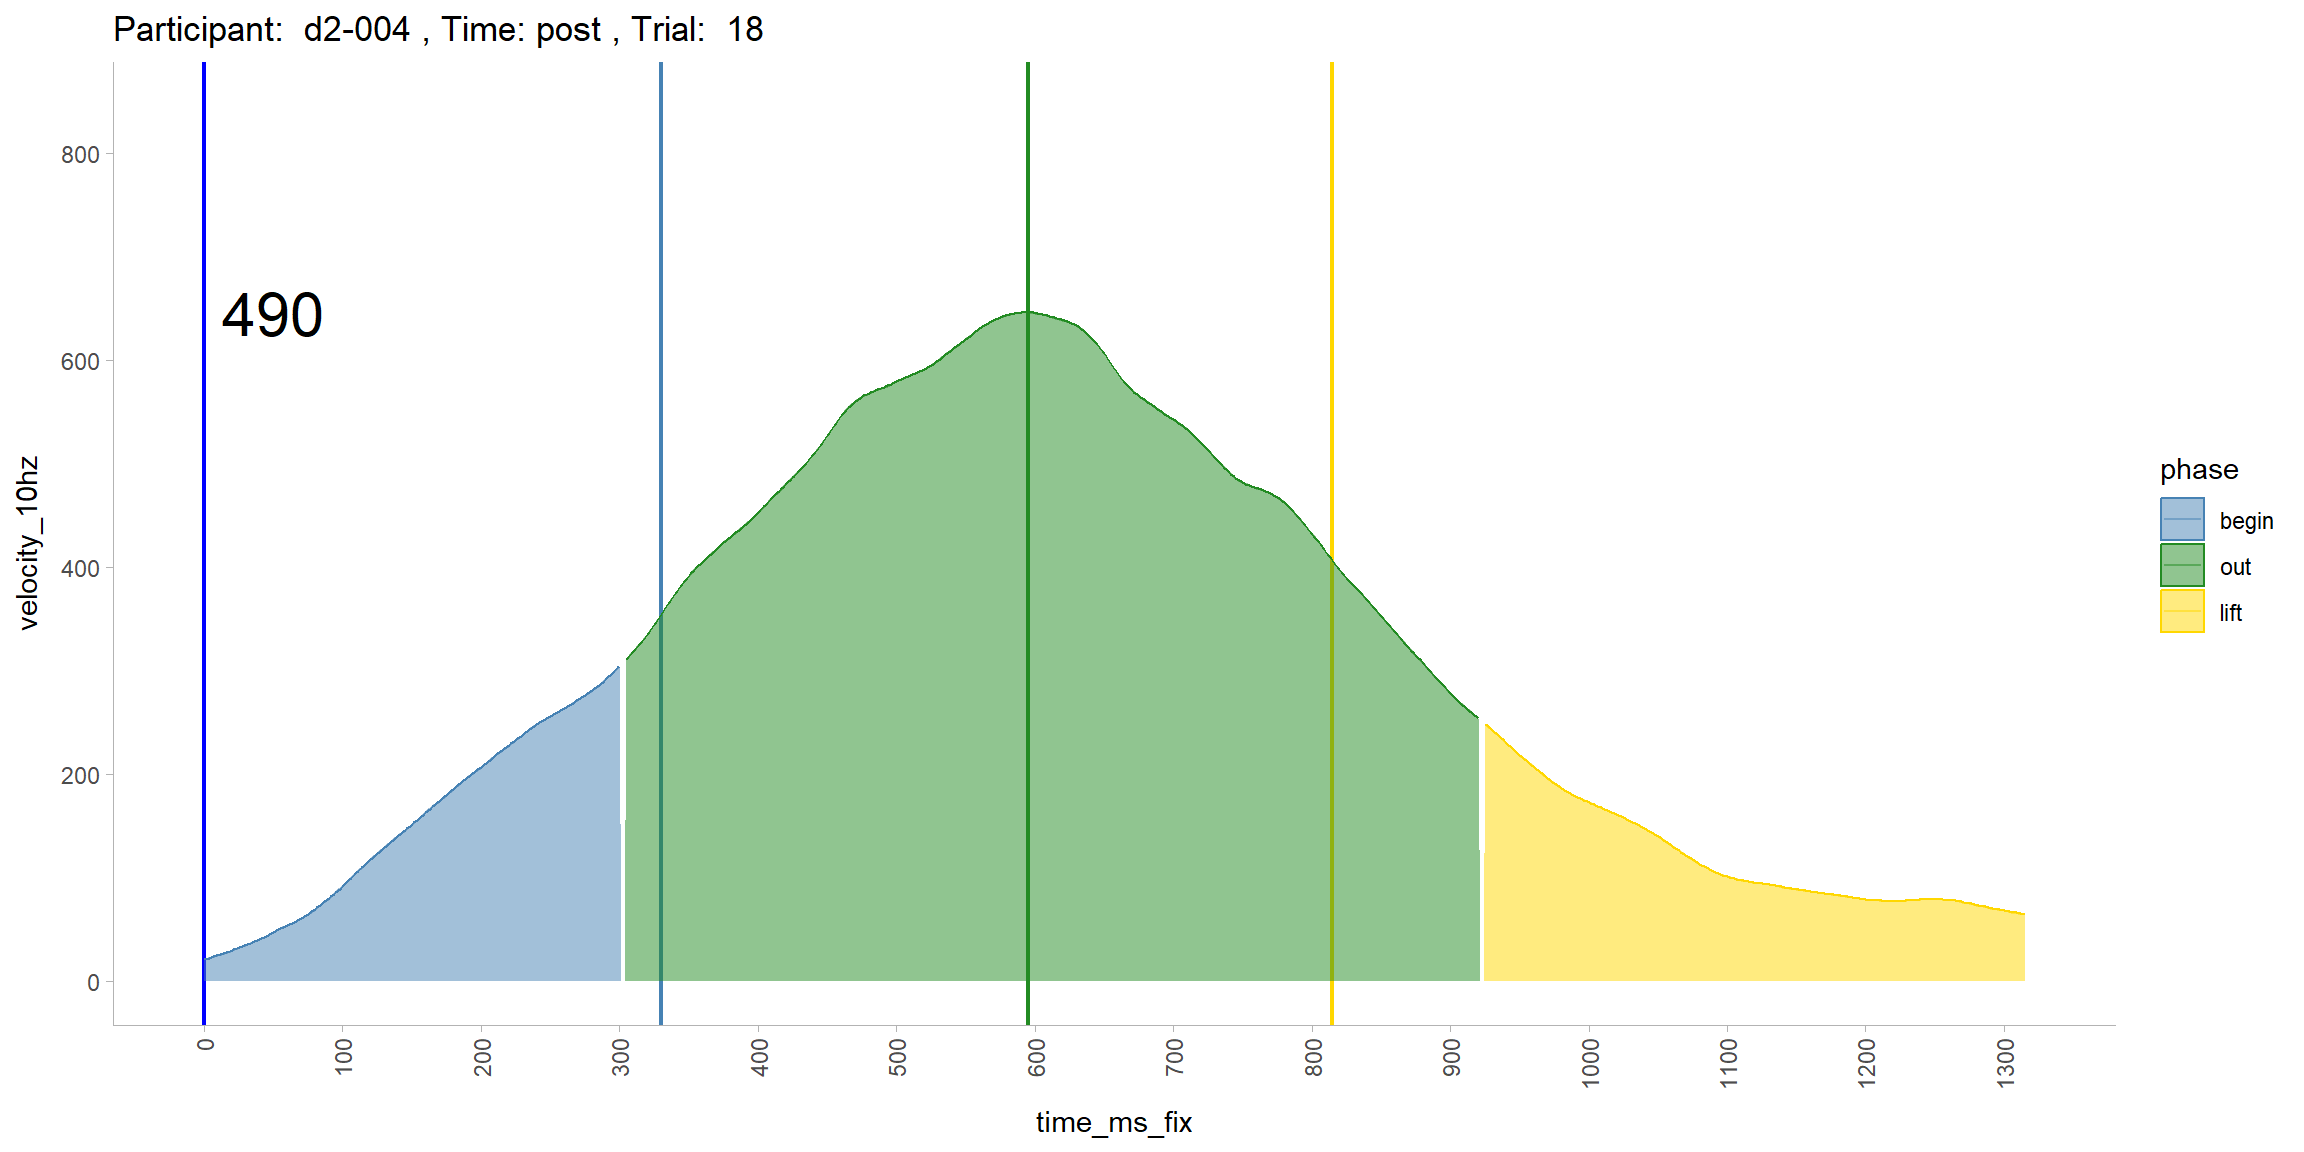 Participant:  d2-004 , Time: post , Trial:  18
800
600
400
200
0
velocity_10hz
490
0
100
200
300
400
500
600
700
800
900
1000
1100
1200
1300
time_ms_fix
phase
begin
out
lift